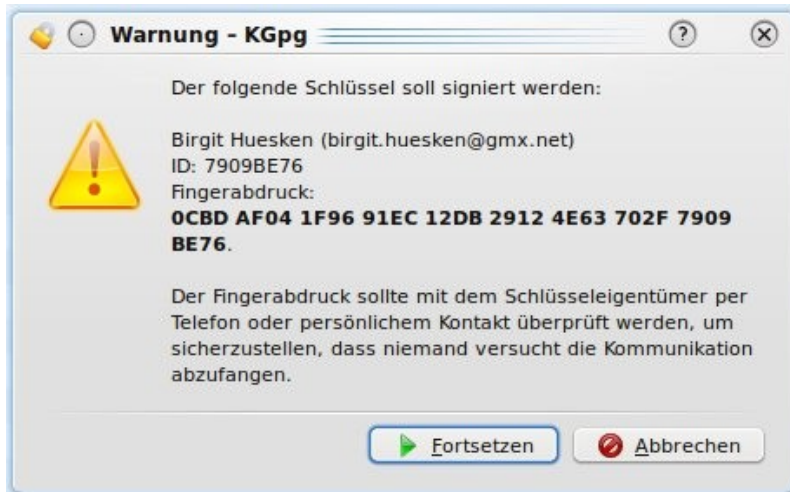 Warnung – KGpg
Der folgende Schlüssel soll signiert werden:
Birgit Huesken (birgit.huesken@gmx.net)
ID: 7909BE76
Fingerabdruck:
0CBD AF04 1F96 91EC 12DB 2912 4E63 702F 7909
BE76.
Der Fingerabdruck sollte mit dem Schlüsseleigentümer per
Telefon oder persönlichem Kontakt überprüft werden, um
sicherzustellen, dass niemand versucht die Kommunikation
abzufangen.
Fortsetzen
Abbrechen